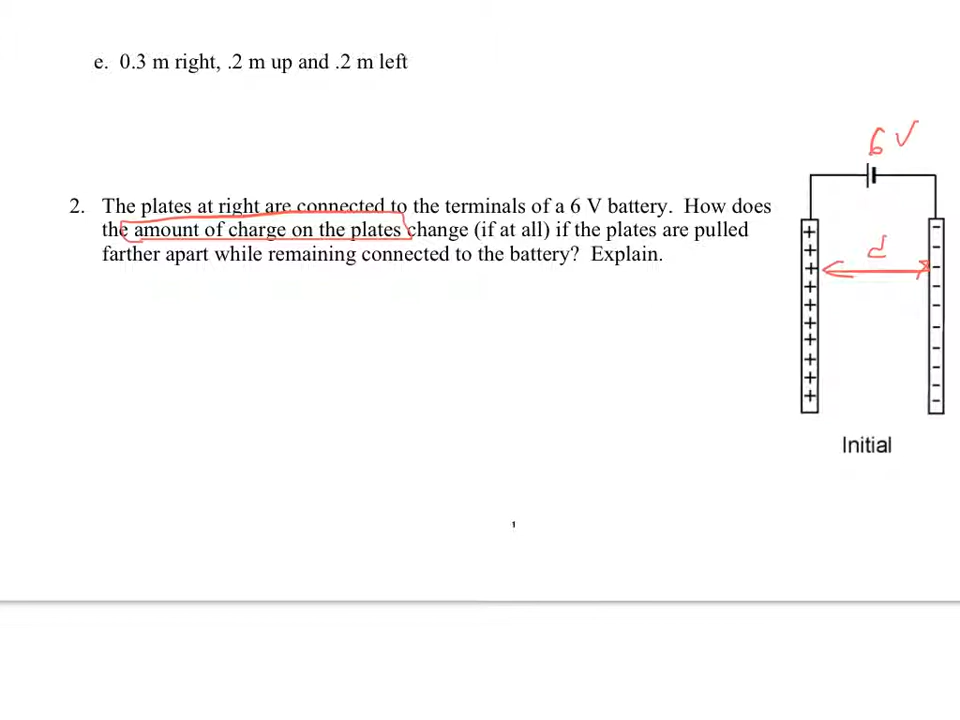 e. 0.3 m right, .2 m up and .2 m left
6 V
2. The plates at right are connected to the terminals of a 6 V battery. How does
the amount of charge on the plates change (if at all) if the plates are pulled
farther apart while remaining connected to the battery? Explain.
d
Initial
1